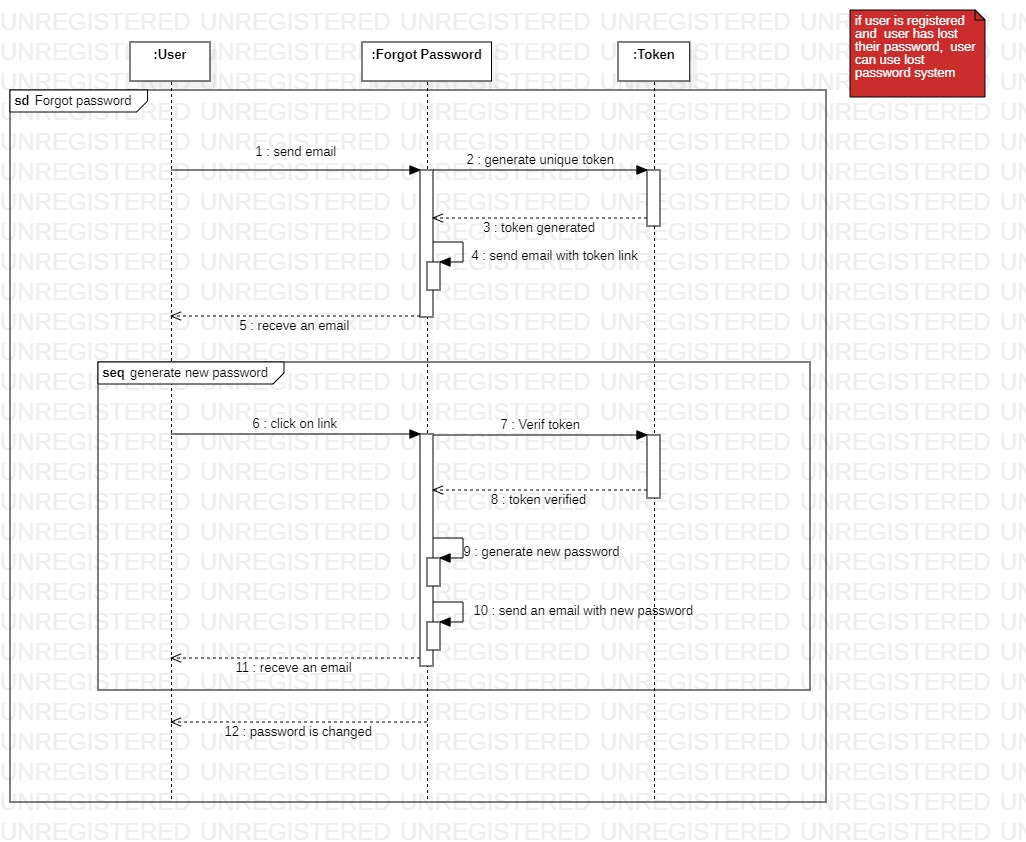 if user is registered
and user has lost
their password, user
can use lost
password system
:User
:Forgot Password
:Token
sd Forgot password
1 : send email
2 : generate unique token
3 : token generated
4 : send email with token link
5 : receve an email
seq generate new password
6 : click on link
7 : Verif token
8 : token verified
9 : generate new password
10 : send an email with new password
11 : receve an email
12 : password is changed
UNREGISTERED